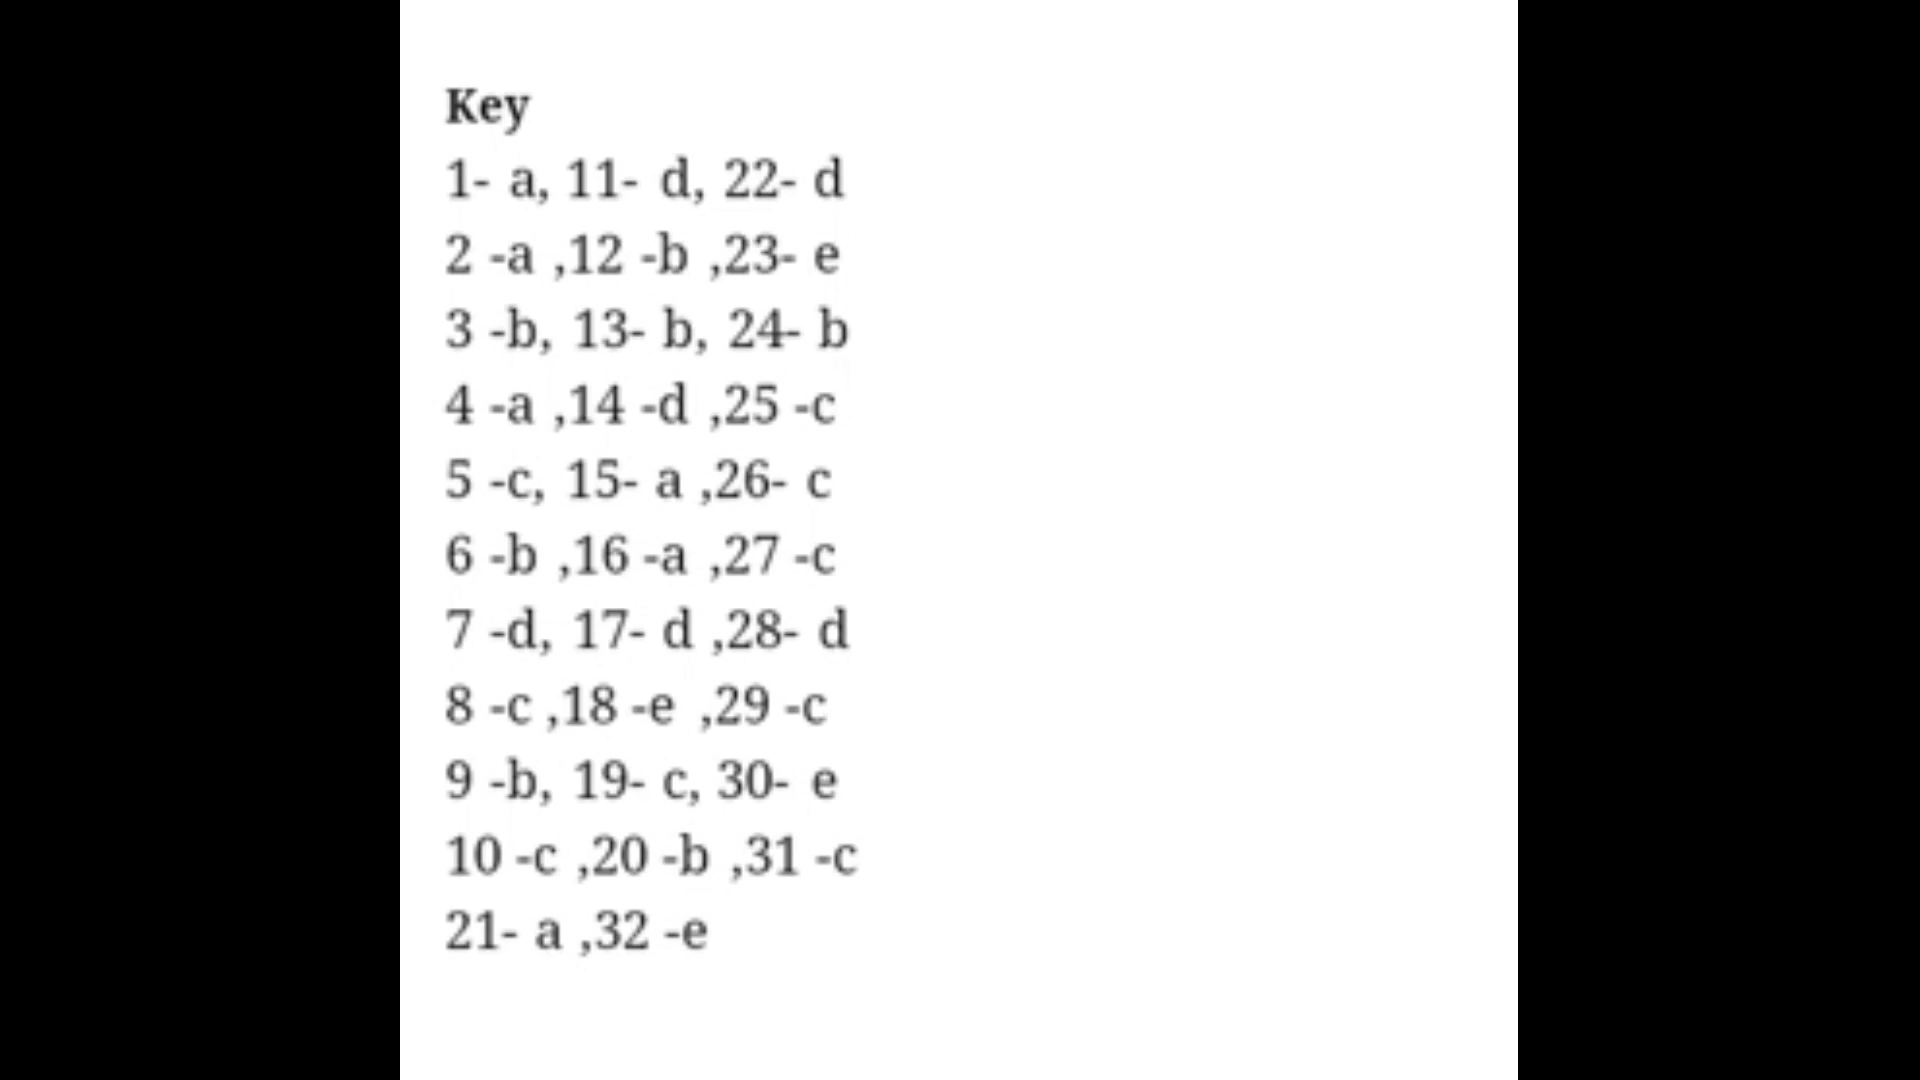 Key
1- a, 11- d, 22- d
2 -a ,12 -b ,23- e
3 -b, 13- b, 24- b
4 -a ,14 -d ,25 -c
5 -c, 15- a ,26- c
6 -b ,16 -a ,27 -c
7 -d, 17- d ,28- d
8 -c ,18 -e ,29 -c
9 -b, 19- c, 30- e
10 -c ,20 -b ,31 -c
21- a ,32 -e